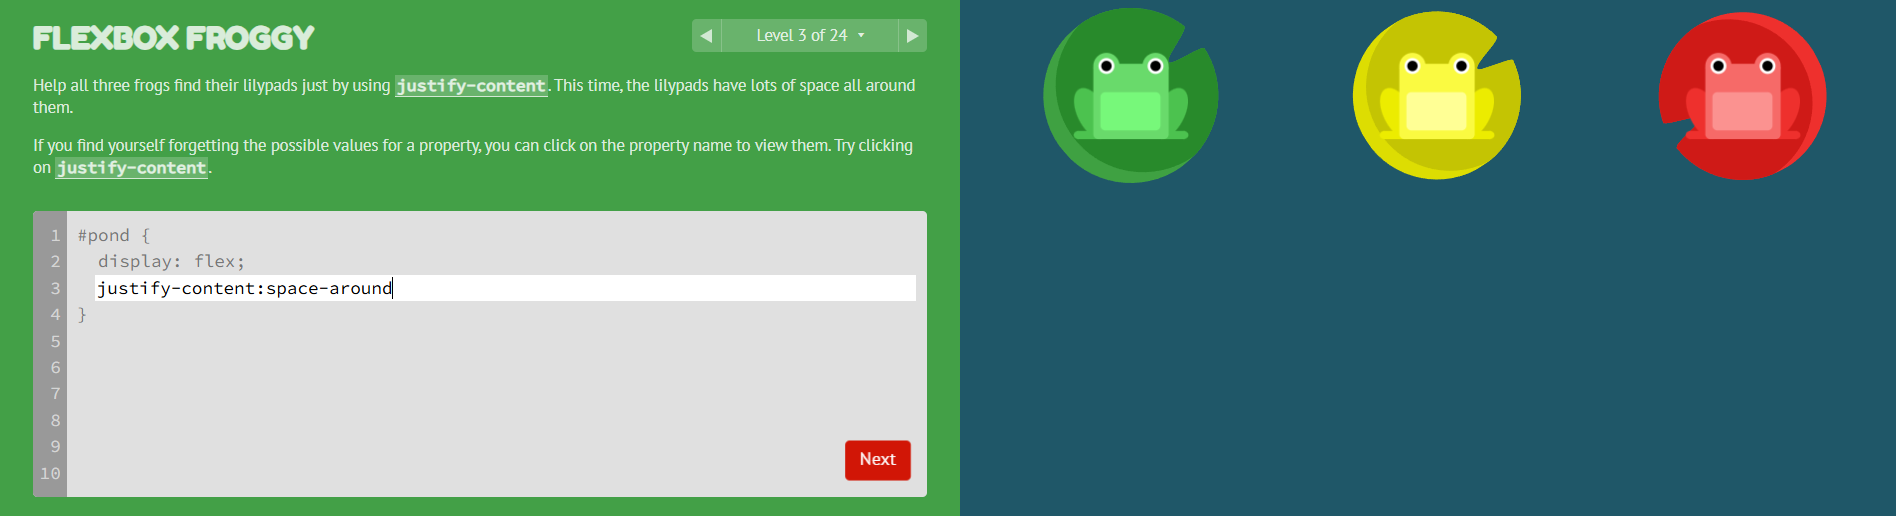 FLEXBOX FROGGY
Level 3 of 24
Help all three frogs find their lilypads just by using justify-content. This time, the lilypads have lots of space all around
them.
If you find yourself forgetting the possible values for a property, you can click on the property name to view them. Try clicking
on justify-content.
1 #pond {
2 display: flex;
3 justify-content:space-around
4 }
5
6
7
8
9
10
Next